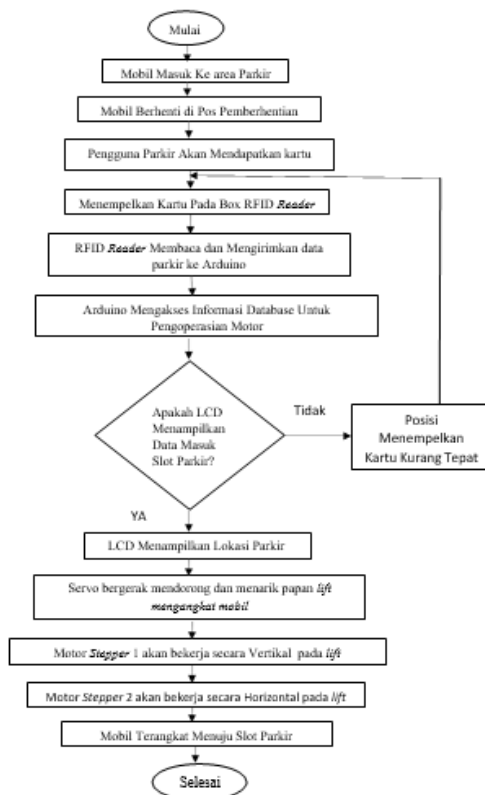 Mulai
Mobil Masuk Ke area Parkir
Mobil Berhenti di Pos Pemberhentian
Pengguna Parkir Akan Mendapatkan kartu
Menempelkan Kartu Pada Box RFID Reader
RFID Reader Membaca dan Mengirimkan data
parkir ke Arduino
Arduino Mengakses Informasi Database Untuk
Pengoperasian Motor
Apakah LCD
Menampilkan
Data Masuk
Slot Parkir?
Tidak
Posisi
Menempelkan
Kartu Kurang Tepat
YA
LCD Menampilkan Lokasi Parkir
Servo bergerak mendorong dan menarik papan lift
mengangkat mobil
Motor Stepper 1 akan bekerja secara Vertikal pada lift
Motor Stepper 2 akan bekerja secara Horizontal pada lift
Mobil Terangkat Menuju Slot Parkir
Selesai